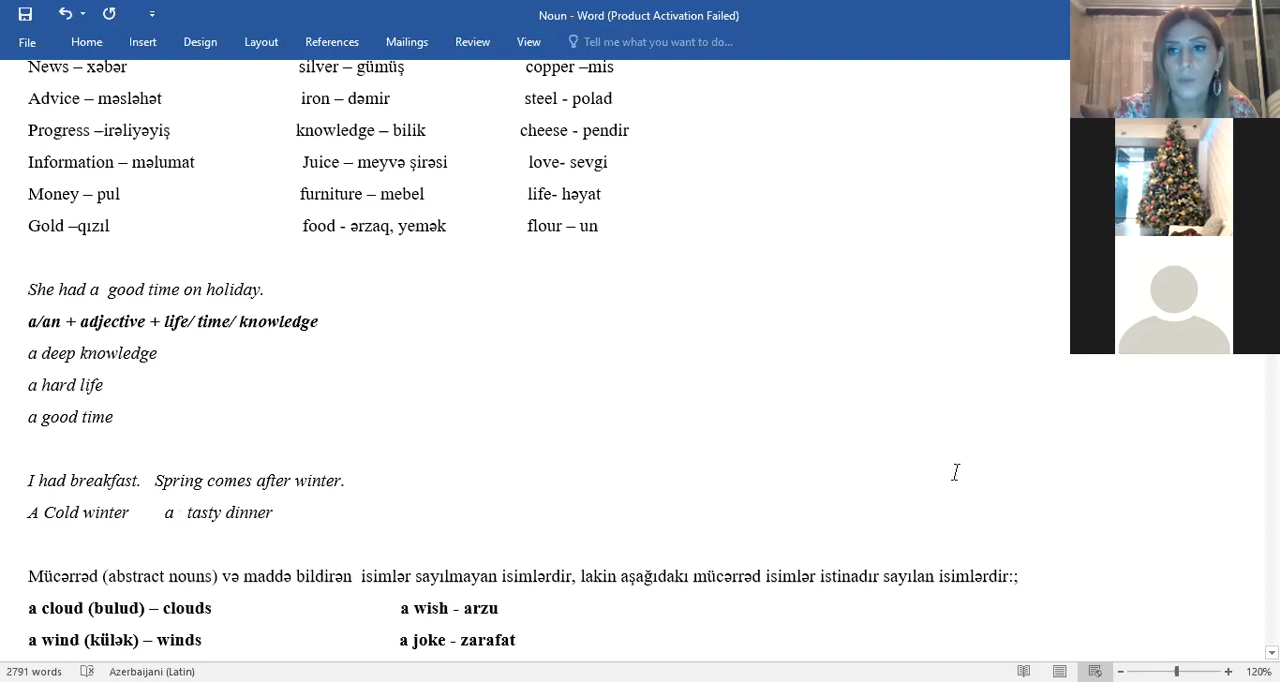 Noun - Word (Product Activation Failed)
File Home Insert Design Layout References Mailings Review View Tell me what you want to do...
News – xəbər silver – gümüş copper –mis
Advice – məsləhət iron – dəmir steel - polad
Progress –irəliyəyiş knowledge – bilik cheese - pendir
Information – məlumat Juice – meyvə şirəsi love- sevgi
Money – pul furniture – mebel life- həyat
Gold –qızıl food - ərzaq, yemək flour – un
She had a good time on holiday.
a/an + adjective + life/ time/ knowledge
a deep knowledge
a hard life
a good time
I had breakfast. Spring comes after winter.
A Cold winter a tasty dinner
Mücərrəd (abstract nouns) və maddə bildirən isimlər sayılmayan isimlərdir, lakin aşağıdakı mücərrəd isimlər istinadır sayılan isimlərdir:;
a cloud (bulud) – clouds a wish - arzu
a wind (külək) – winds a joke - zarafat
2791 words Azerbaijani (Latin) 120%